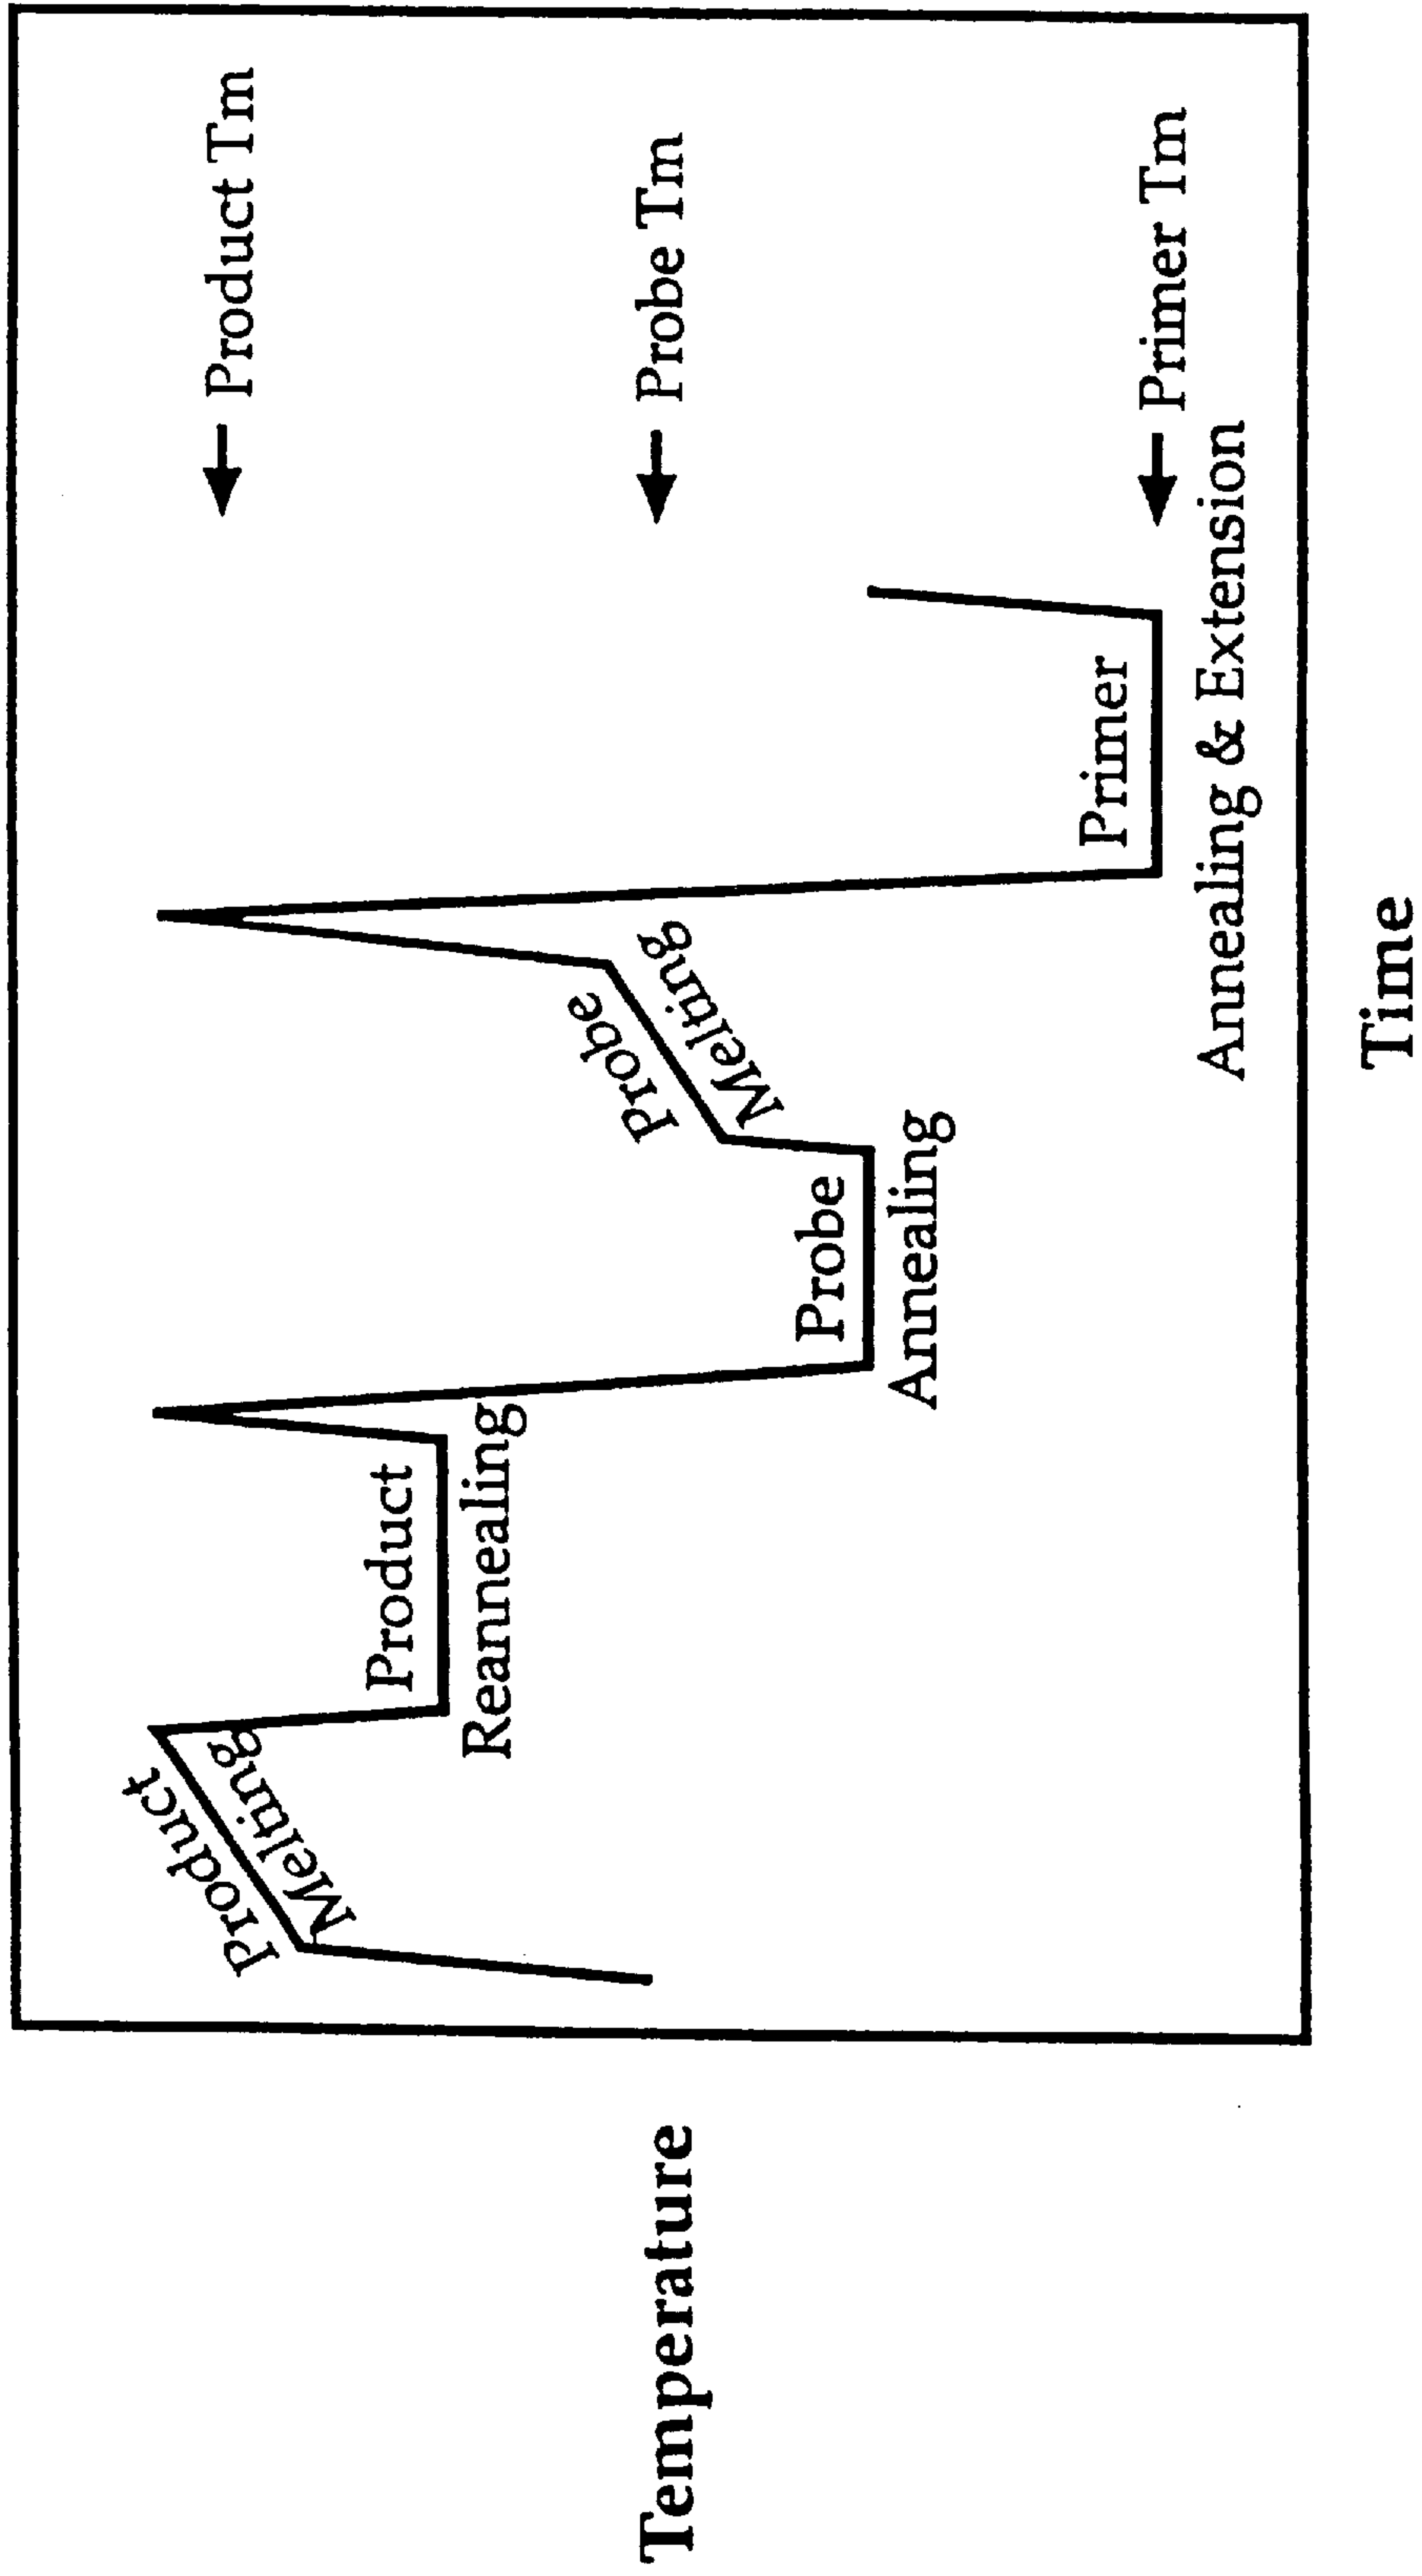 Product
Melting
Product
Reannealing
Probe
Annealing
Probe
Melting
Primer
Annealing & Extension
Product Tm
Probe Tm
Primer Tm
Temperature
Time